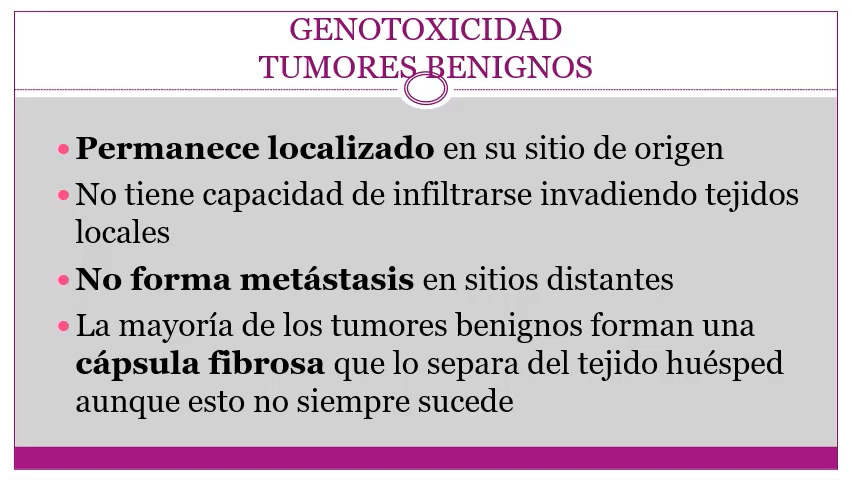 GENOTOXICIDAD
TUMORES BENIGNOS
Permanece localizado en su sitio de origen
No tiene capacidad de infiltrarse invadiendo tejidos
locales
No forma metástasis en sitios distantes
La mayoría de los tumores benignos forman una
cápsula fibrosa que lo separa del tejido huésped
aunque esto no siempre sucede